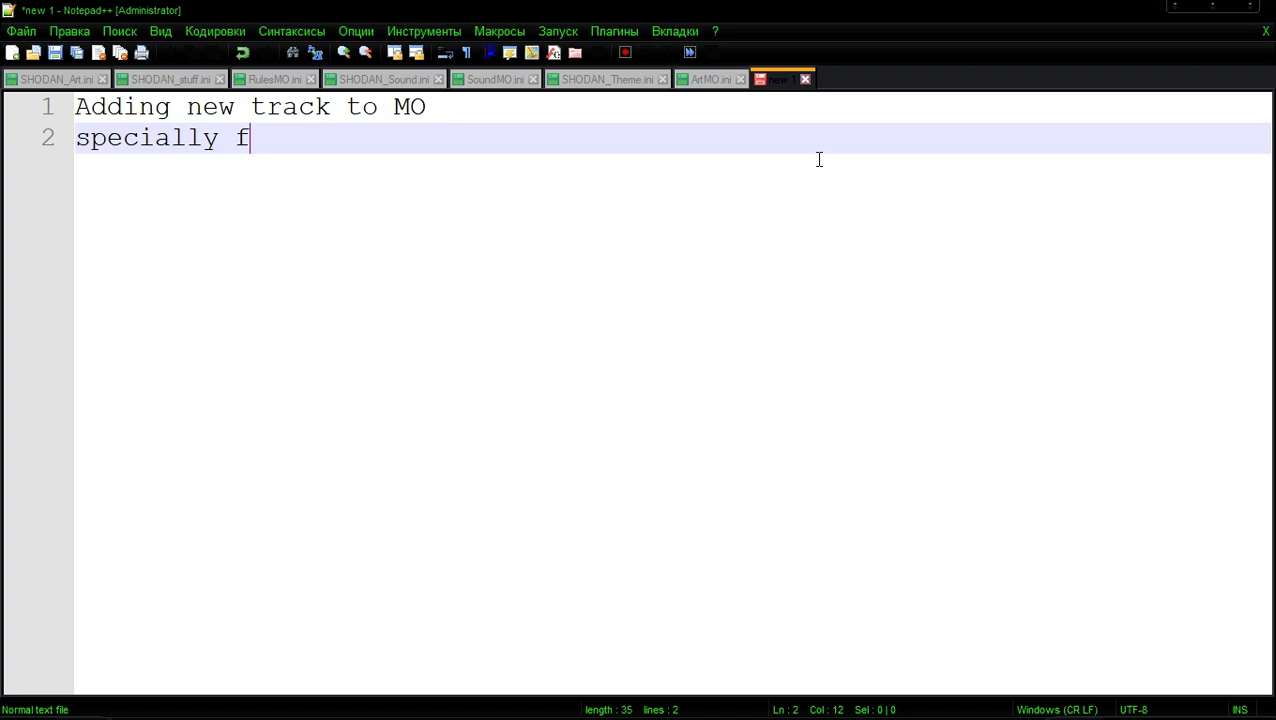 *new 1 - Notepad++ [Administrator]
Файл Правка Поиск Вид Кодировки Синтаксисы Опции Инструменты Макросы Запуск Плагины Вкладки ? X
SHODAN_Art.ini SHODAN_stuff.ini RulesMO.ini SHODAN_Sound.ini SoundMO.ini SHODAN_Theme.ini ArtMO.ini new 1
1 Adding new track to MO
2 specially f
Normal text file length : 35 lines : 2 Ln : 2 Col : 12 Sel : 0 | 0 Windows (CR LF) UTF-8 INS